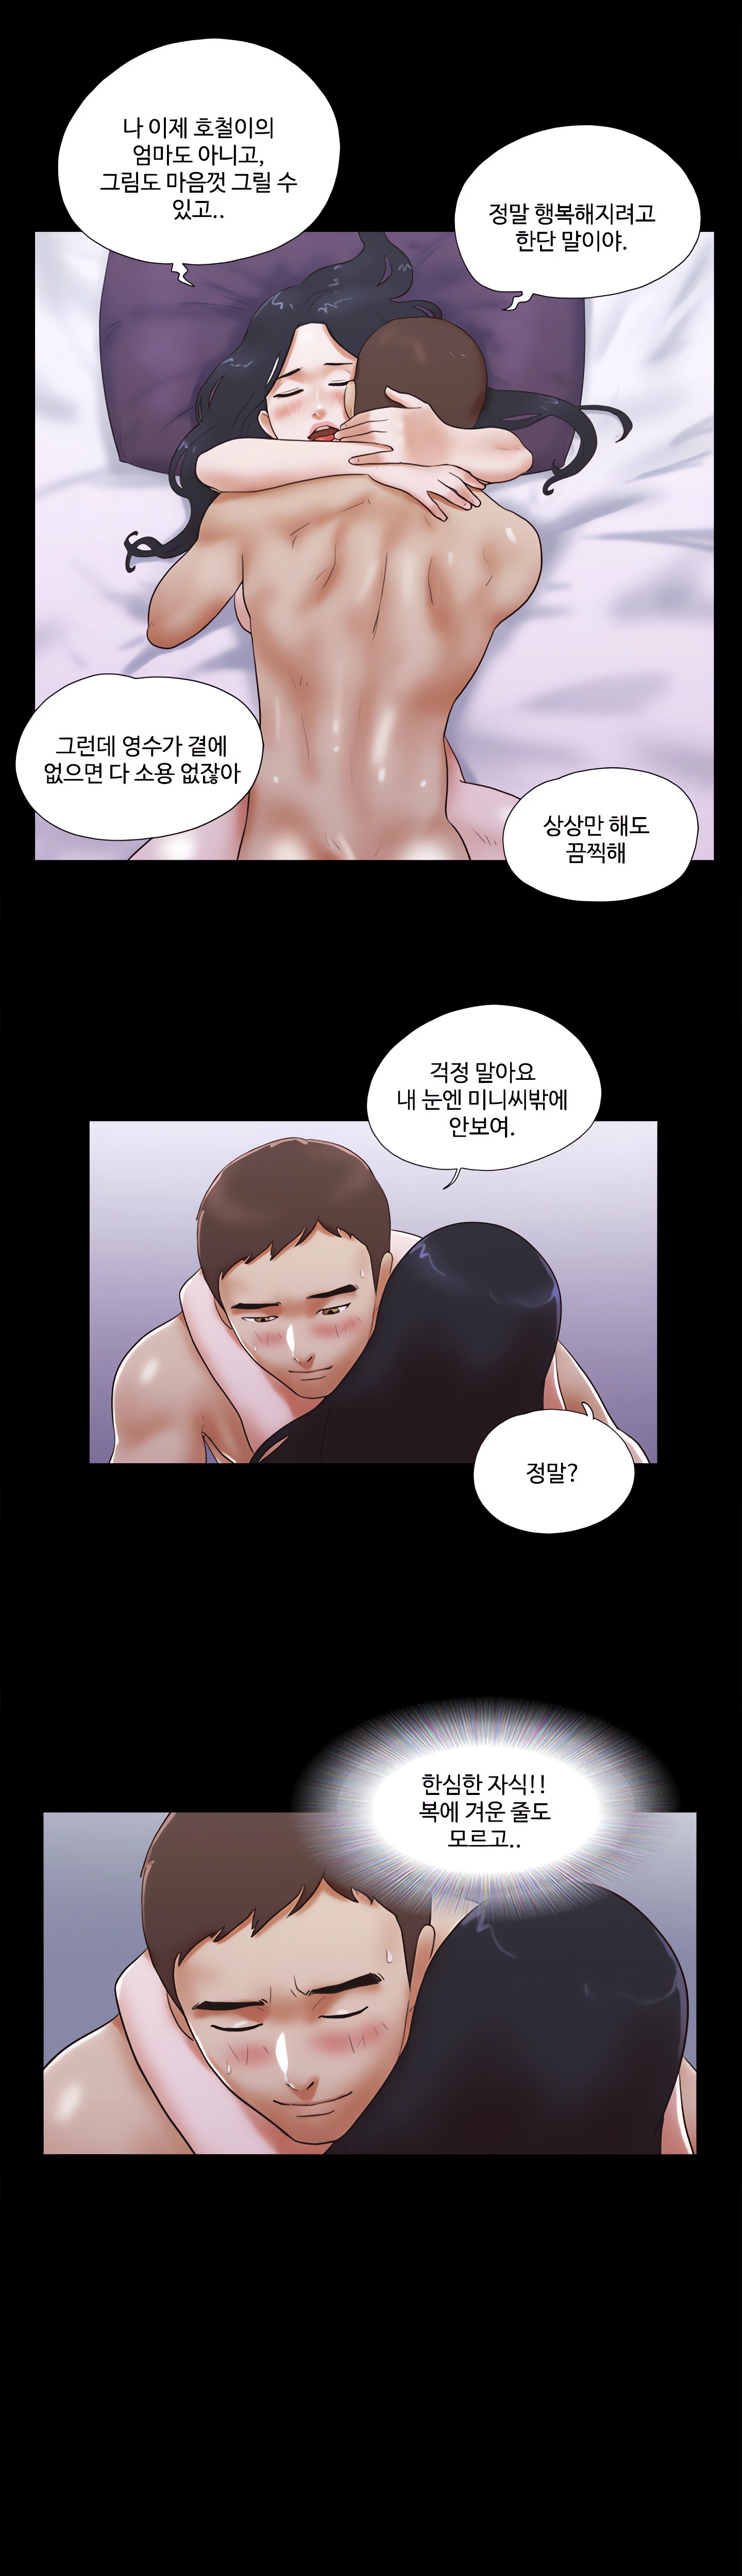 나 이제 호철이의
엄마도 아니고,
그림도 마음껏 그릴 수
있고..
정말 행복해지려고
한단 말이야.
그런데 영수가 곁에
없으면 다 소용 없잖아
상상만 해도
끔찍해
걱정 말아요
내 눈엔 미니씨밖에
안보여.
정말?
한심한 자식!!
복에 겨운 줄도
모르고..